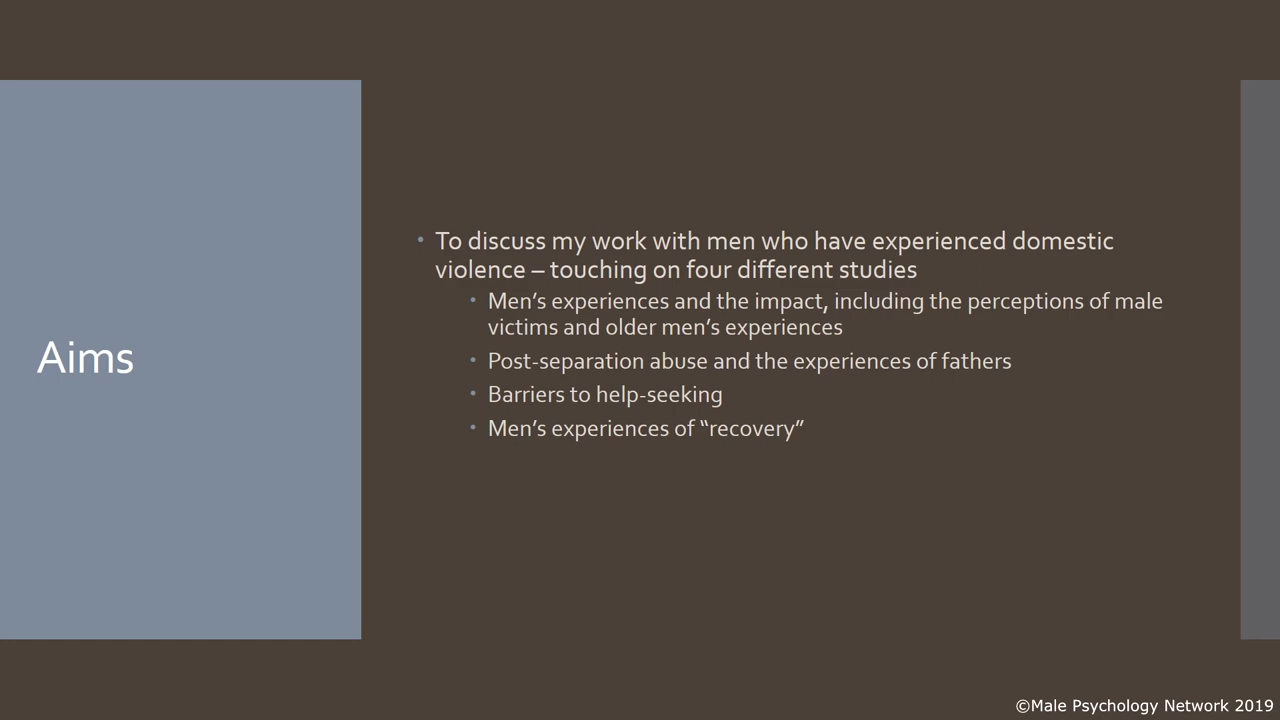 Aims
• To discuss my work with men who have experienced domestic
violence – touching on four different studies
• Men’s experiences and the impact, including the perceptions of male
victims and older men’s experiences
• Post-separation abuse and the experiences of fathers
• Barriers to help-seeking
• Men’s experiences of “recovery”
©Male Psychology Network 2019